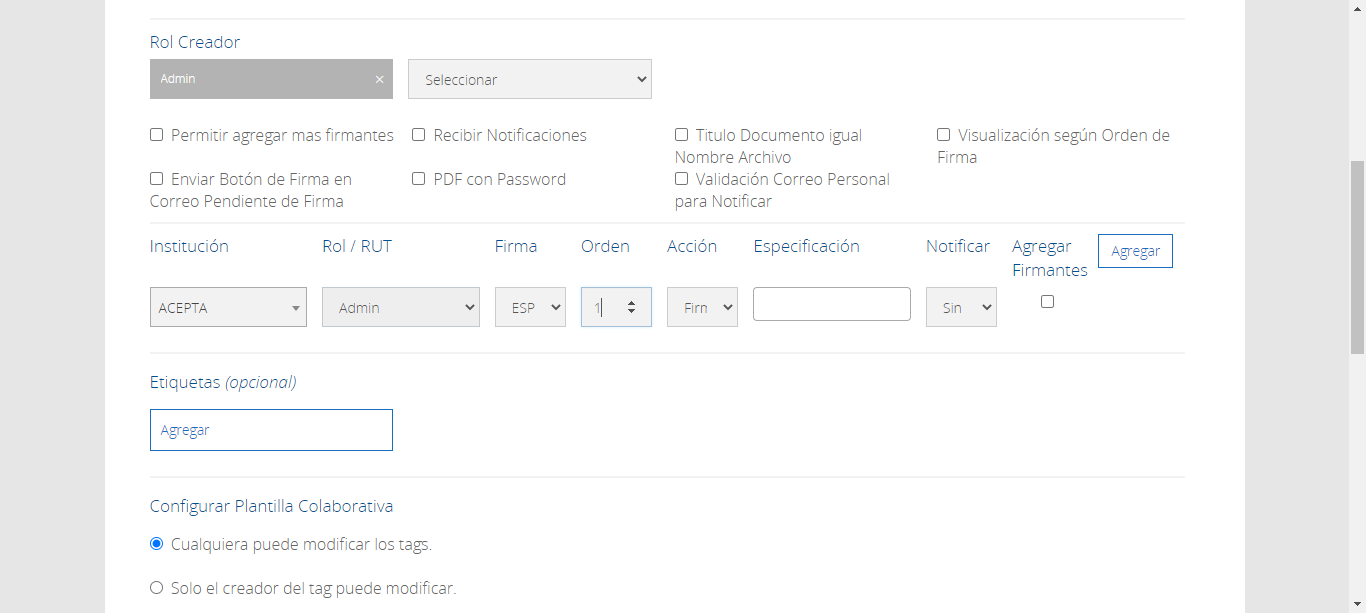 Rol Creador
Admin × Seleccionar
Permitir agregar mas firmantes Recibir Notificaciones Titulo Documento igual Visualización según Orden de
Nombre Archivo Firma
Enviar Botón de Firma en PDF con Password Validación Correo Personal
Correo Pendiente de Firma para Notificar
Institución Rol / RUT Firma Orden Acción Especificación Notificar Agregar Agregar
Firmantes
ACEPTA Admin ESP 1 Firn Sin
Etiquetas (opcional)
Agregar
Configurar Plantilla Colaborativa
Cualquiera puede modificar los tags.
Solo el creador del tag puede modificar.